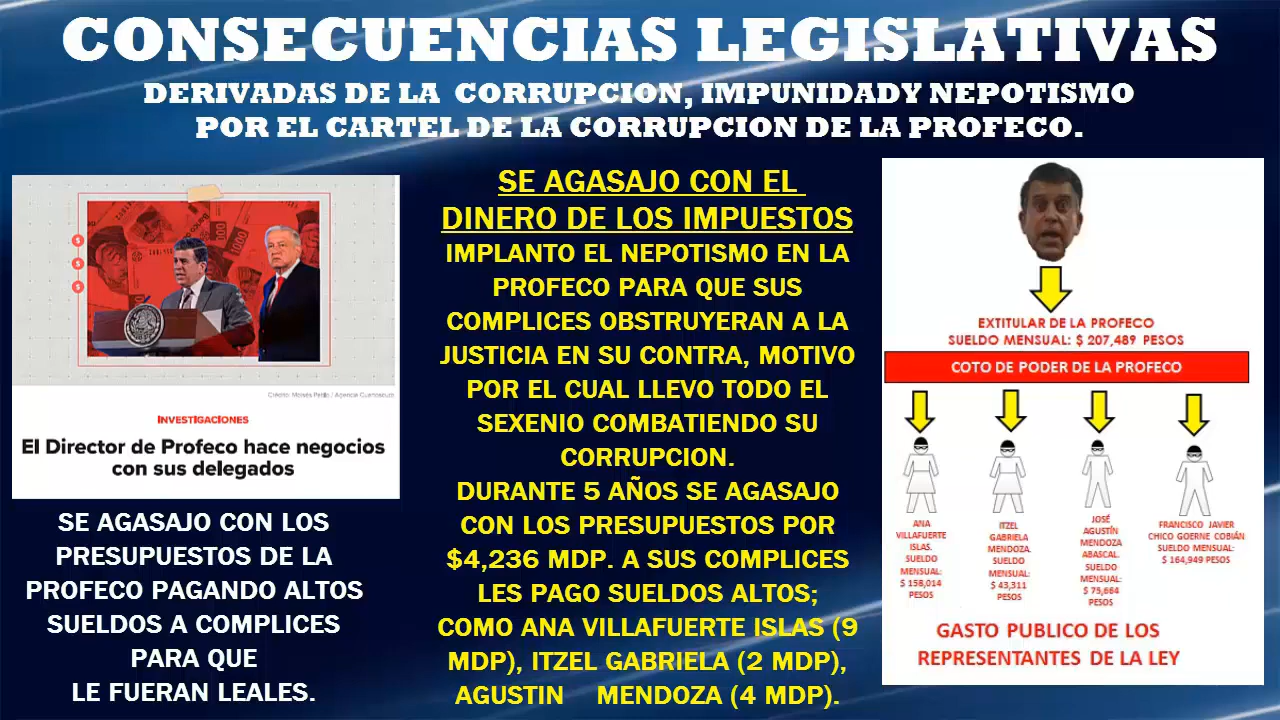 CONSECUENCIAS LEGISLATIVAS
DERIVADAS DE LA CORRUPCION, IMPUNIDADY NEPOTISMO
POR EL CARTEL DE LA CORRUPCION DE LA PROFECO.
Crédito: Moisés Pablo / Agencia Cuartoscuro
INVESTIGACIONES
El Director de Profeco hace negocios
con sus delegados
SE AGASAJO CON LOS
PRESUPUESTOS DE LA
PROFECO PAGANDO ALTOS
SUELDOS A COMPLICES
PARA QUE
LE FUERAN LEALES.
SE AGASAJO CON EL
DINERO DE LOS IMPUESTOS
IMPLANTO EL NEPOTISMO EN LA
PROFECO PARA QUE SUS
COMPLICES OBSTRUYERAN A LA
JUSTICIA EN SU CONTRA, MOTIVO
POR EL CUAL LLEVO TODO EL
SEXENIO COMBATIENDO SU
CORRUPCION.
DURANTE 5 AÑOS SE AGASAJO
CON LOS PRESUPUESTOS POR
$4,236 MDP. A SUS COMPLICES
LES PAGO SUELDOS ALTOS;
COMO ANA VILLAFUERTE ISLAS (9
MDP), ITZEL GABRIELA (2 MDP),
AGUSTIN MENDOZA (4 MDP).
EXTITULAR DE LA PROFECO
SUELDO MENSUAL: $ 207,489 PESOS
COTO DE PODER DE LA PROFECO
ANA
VILLAFUERTE
ISLAS.
SUELDO
MENSUAL:
$ 158,014
PESOS
ITZEL
GABRIELA
MENDOZA.
SUELDO
MENSUAL:
$ 43,311
PESOS
JOSÉ
AGUSTÍN
MENDOZA
ABASCAL.
SUELDO
MENSUAL:
$ 75,664
PESOS
FRANCISCO JAVIER
CHICO GOERNE COBIÁN
SUELDO MENSUAL:
$ 164,949 PESOS
GASTO PUBLICO DE LOS
REPRESENTANTES DE LA LEY